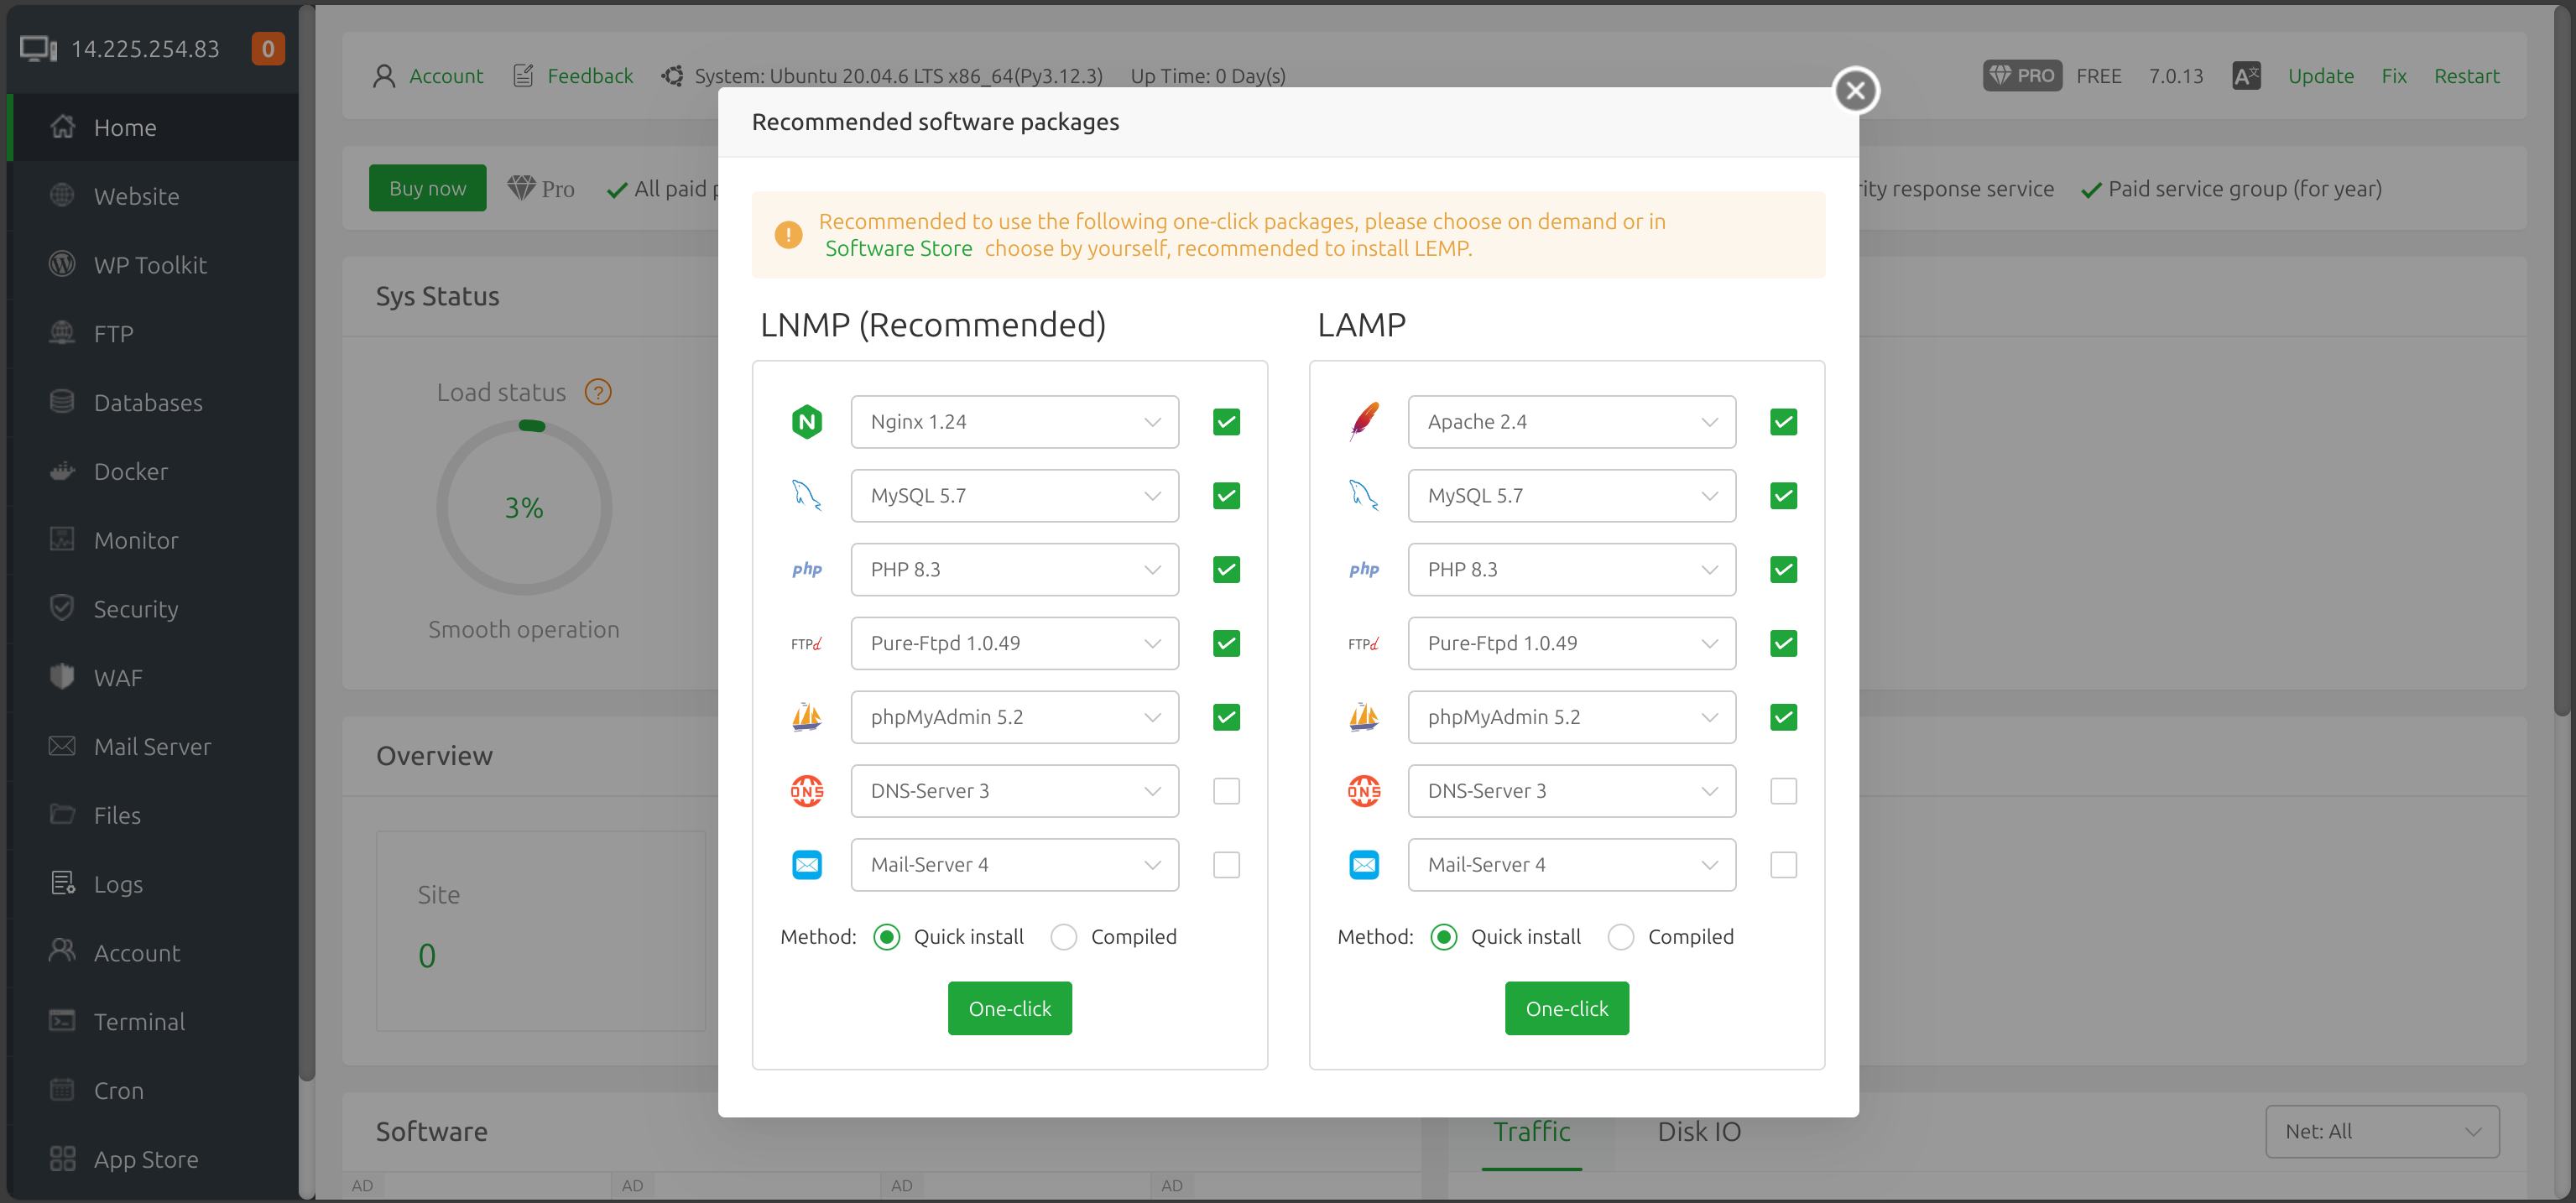 14.225.254.83
0
Home
Website
WP Toolkit
FTP
Databases
Docker
Monitor
Security
WAF
Mail Server
Files
Logs
Account
Terminal
Cron
App Store
Account Feedback System: Ubuntu 20.04.6 LTS x86_64(Py3.12.3) Up Time: 0 Day(s)
PRO FREE 7.0.13 Update Fix Restart
Buy now Pro All paid
response service Paid service group (for year)
Sys Status
Load status ?
3%
Smooth operation
Overview
Site
0
Software
AD AD AD AD
Recommended software packages
Recommended to use the following one-click packages, please choose on demand or in
Software Store choose by yourself, recommended to install LEMP.
LNMP (Recommended)
Nginx 1.24
MySQL 5.7
php PHP 8.3
FTPd Pure-Ftpd 1.0.49
phpMyAdmin 5.2
DNS DNS-Server 3
Mail-Server 4
Method: Quick install Compiled
One-click
LAMP
Apache 2.4
MySQL 5.7
php PHP 8.3
FTPd Pure-Ftpd 1.0.49
phpMyAdmin 5.2
DNS DNS-Server 3
Mail-Server 4
Method: Quick install Compiled
One-click
Traffic Disk IO
Net: All